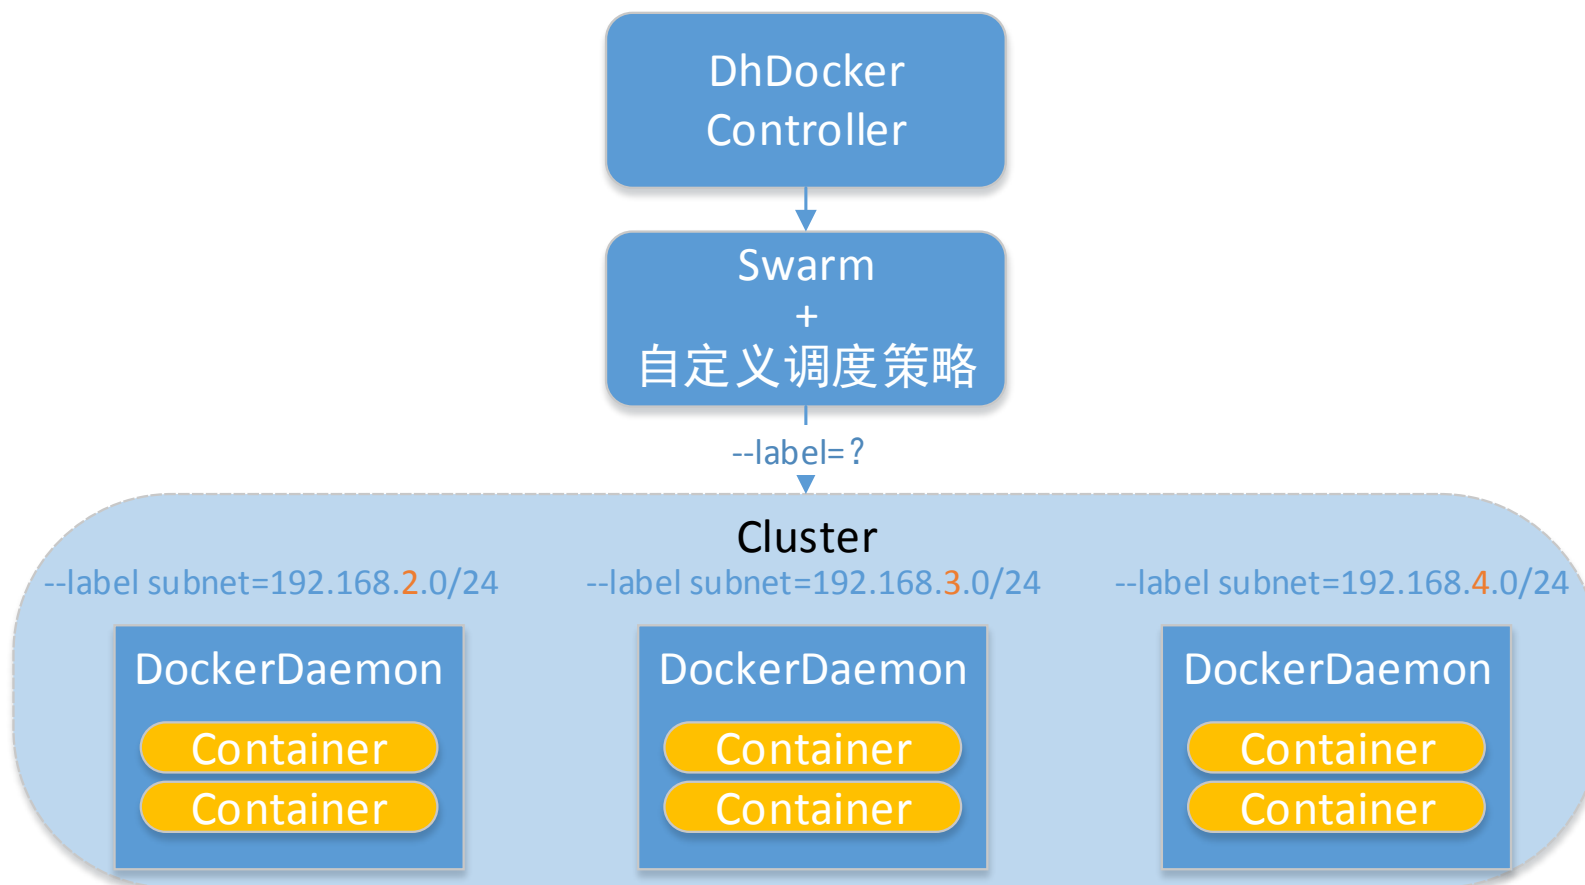 DhDocker
Controller
Swarm
+
自定义调度策略
--label=？
Cluster
--label subnet=192.168.2.0/24
--label subnet=192.168.3.0/24
--label subnet=192.168.4.0/24
DockerDaemon
DockerDaemon
DockerDaemon
Container
Container
Container
Container
Container
Container